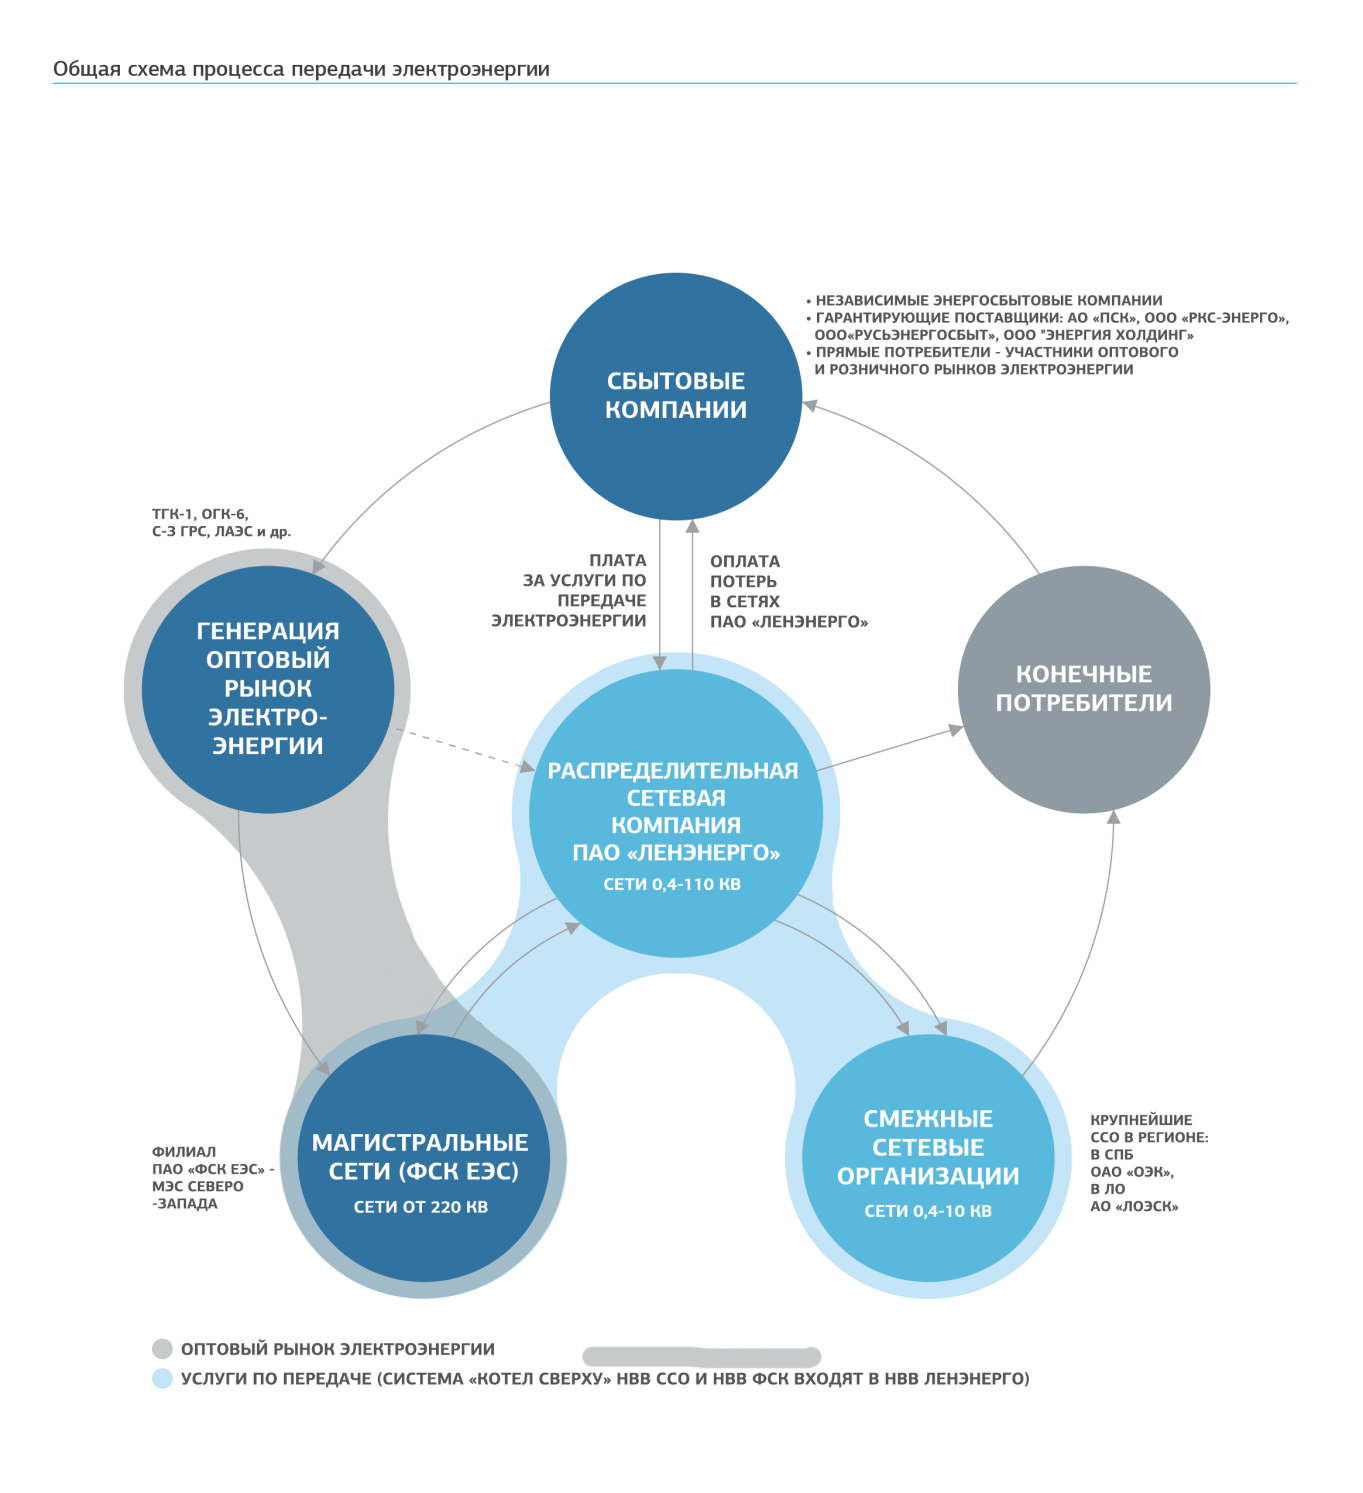 Общая схема процесса передачи электроэнергии
• НЕЗАВИСИМЫЕ ЭНЕРГОСБЫТОВЫЕ КОМПАНИИ
• ГАРАНТИРУЮЩИЕ ПОСТАВЩИКИ: АО «ПСК», ООО «РКС-ЭНЕРГО»,
ООО«РУСЬЭНЕРГОСБЫТ», ООО "ЭНЕРГИЯ ХОЛДИНГ»
• ПРЯМЫЕ ПОТРЕБИТЕЛИ - УЧАСТНИКИ ОПТОВОГО
И РОЗНИЧНОГО РЫНКОВ ЭЛЕКТРОЭНЕРГИИ
СБЫТОВЫЕ
КОМПАНИИ
ТГК-1, ОГК-6,
С-З ГРС, ЛАЭС и др.
ПЛАТА
ЗА УСЛУГИ ПО
ПЕРЕДАЧЕ
ЭЛЕКТРОЭНЕРГИИ
ОПЛАТА
ПОТЕРЬ
В СЕТЯХ
ПАО «ЛЕНЭНЕРГО»
ГЕНЕРАЦИЯ
ОПТОВЫЙ
РЫНОК
ЭЛЕКТРО-
ЭНЕРГИИ
КОНЕЧНЫЕ
ПОТРЕБИТЕЛИ
РАСПРЕДЕЛИТЕЛЬНАЯ
СЕТЕВАЯ
КОМПАНИЯ
ПАО «ЛЕНЭНЕРГО»
СЕТИ 0,4-110 КВ
ФИЛИАЛ
ПАО «ФСК ЕЭС» -
МЭС СЕВЕРО
-ЗАПАДА
МАГИСТРАЛЬНЫЕ
СЕТИ (ФСК ЕЭС)
СЕТИ ОТ 220 КВ
СМЕЖНЫЕ
СЕТЕВЫЕ
ОРГАНИЗАЦИИ
СЕТИ 0,4-10 КВ
КРУПНЕЙШИЕ
ССО В РЕГИОНЕ:
В СПБ
ОАО «ОЭК»,
В ЛО
АО «ЛОЭСК»
ОПТОВЫЙ РЫНОК ЭЛЕКТРОЭНЕРГИИ
УСЛУГИ ПО ПЕРЕДАЧЕ (СИСТЕМА «КОТЕЛ СВЕРХУ» НВВ ССО И НВВ ФСК ВХОДЯТ В НВВ ЛЕНЭНЕРГО)